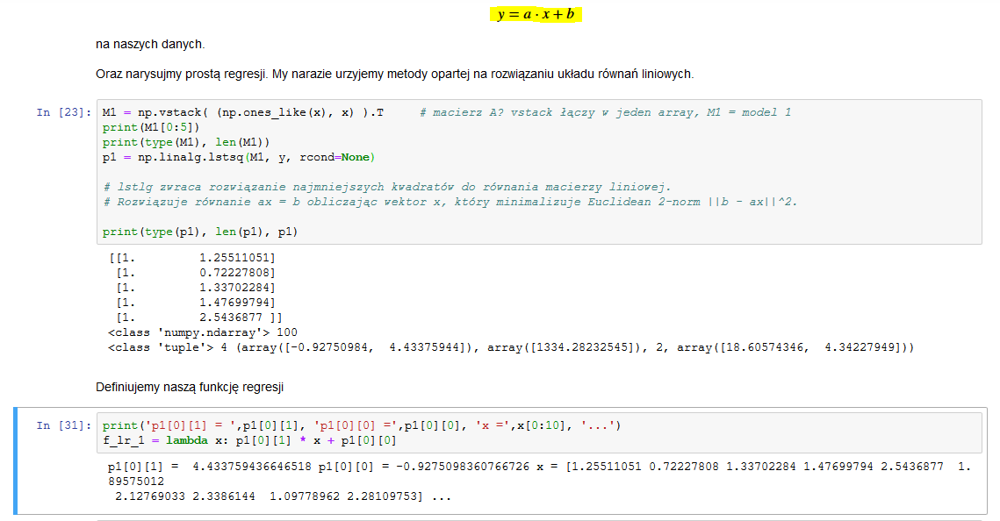 y = a · x + b
na naszych danych.
Oraz narysujmy prostą regresji. My narazie urzyjemy metody opartej na rozwiązaniu układu równań liniowych.
In [23]: M1 = np.vstack( (np.ones_like(x), x) ).T     # macierz A? vstack łączy w jeden array, M1 = model 1
print(M1[0:5])
print(type(M1), len(M1))
p1 = np.linalg.lstsq(M1, y, rcond=None)
# lstlg zwraca rozwiązanie najmniejszych kwadratów do równania macierzy liniowej.
# Rozwiązuje równanie ax = b obliczając wektor x, który minimalizuje Euclidean 2-norm ||b - ax||^2.
print(type(p1), len(p1), p1)
[[1.         1.25511051]
 [1.         0.72227808]
 [1.         1.33702284]
 [1.         1.47699794]
 [1.         2.5436877 ]]
<class 'numpy.ndarray'> 100
<class 'tuple'> 4 (array([-0.92750984,  4.43375944]), array([1334.28232545]), 2, array([18.60574346,  4.34227949]))
Definiujemy naszą funkcję regresji
In [31]: print('p1[0][1] = ',p1[0][1], 'p1[0][0] =',p1[0][0], 'x =',x[0:10], '...')
f_lr_1 = lambda x: p1[0][1] * x + p1[0][0]
p1[0][1] =  4.433759436646518 p1[0][0] = -0.9275098360766726 x = [1.25511051 0.72227808 1.33702284 1.47699794 2.5436877  1.
89575012
 2.12769033 2.3386144  1.09778962 2.28109753] ...